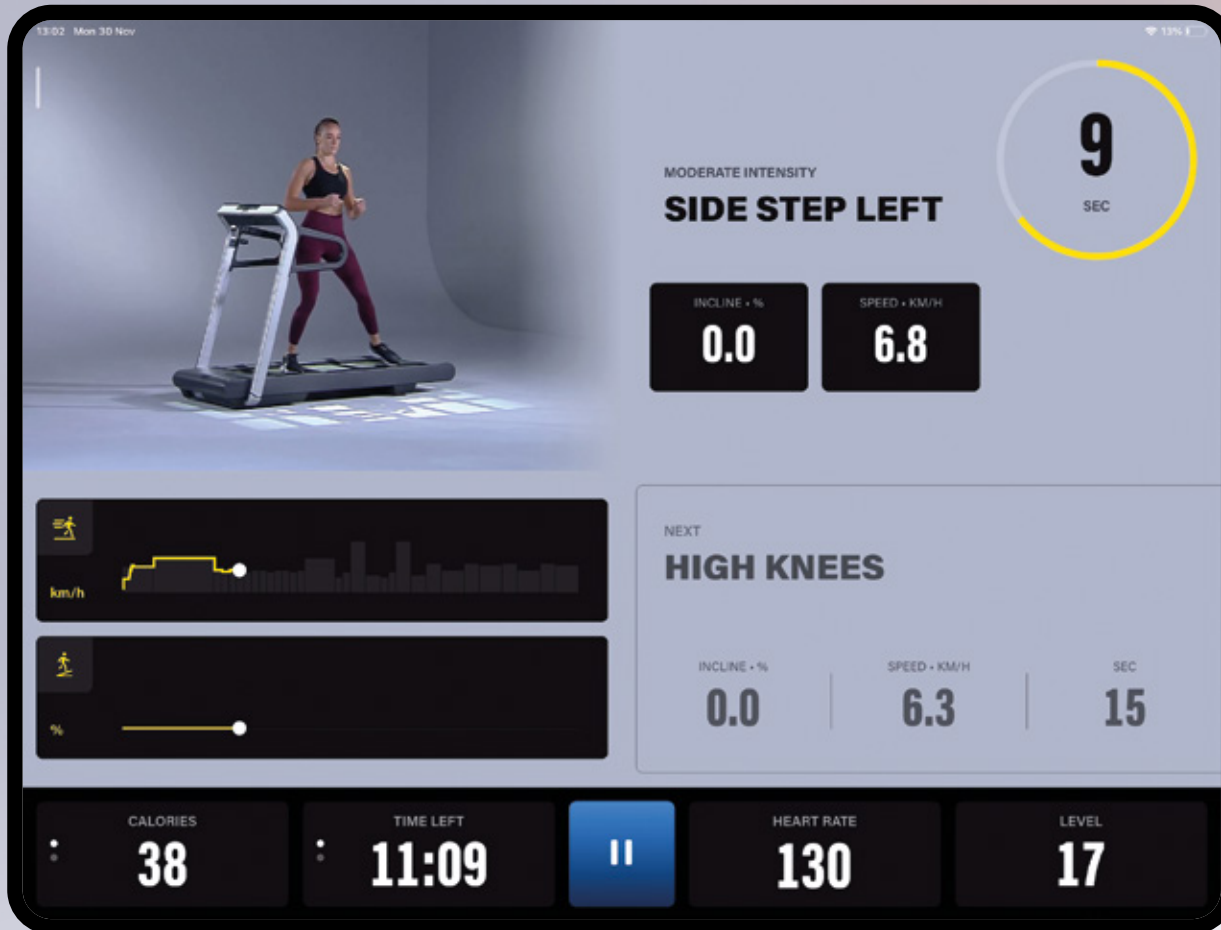 13:02 Mon 30 Nov
13%
MODERATE INTENSITY
SIDE STEP LEFT
9
SEC
INCLINE • %
0.0
SPEED • KM/H
6.8
km/h
%
NEXT
HIGH KNEES
INCLINE • %
0.0
SPEED • KM/H
6.3
SEC
15
CALORIES
38
TIME LEFT
11:09
HEART RATE
130
LEVEL
17